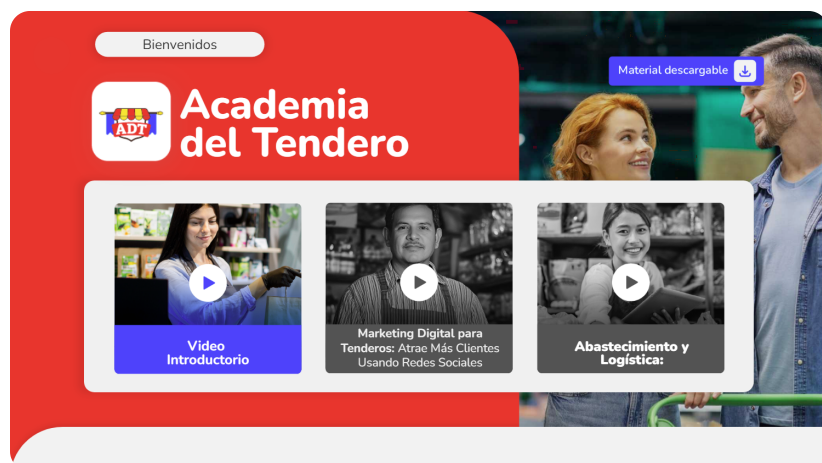 Bienvenidos
Material descargable
ADT
Academia
del Tendero
Video
Introductorio
Marketing Digital para
Tenderos: Atrae Más Clientes
Usando Redes Sociales
Abastecimiento y
Logística: